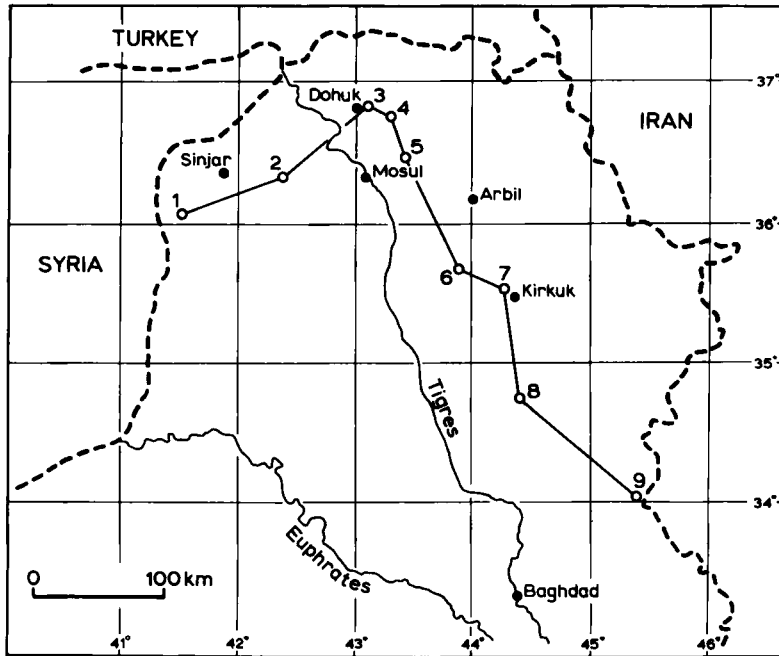 TURKEY
37°
Dohuk
3
4
IRAN
5
Sinjar
2
Mosul
1
Arbil
36°
SYRIA
6
7
Kirkuk
35°
8
Tigres
9
34°
Euphrates
0 100 km
Baghdad
41° 42° 43° 44° 45° 46°